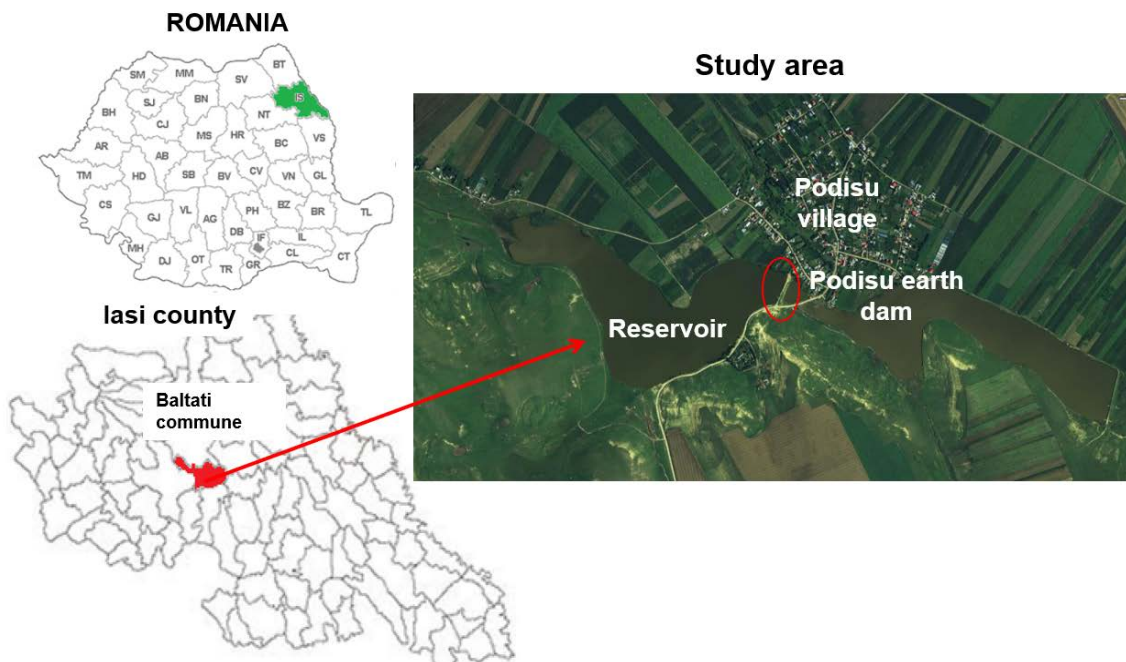 ROMANIA
BT
SM
MM
SV
IS
BH
SJ
BN
NT
CJ
MS
HR
BC
VS
AR
AB
TM
HD
SB
BV
CV
VN
GL
CS
GJ
VL
AG
PH
BZ
BR
TL
DB
IF
IL
MH
DJ
OT
TR
GR
CL
CT
Iasi county
Baltati
commune
Study area
Podisu
village
Podisu earth
dam
Reservoir